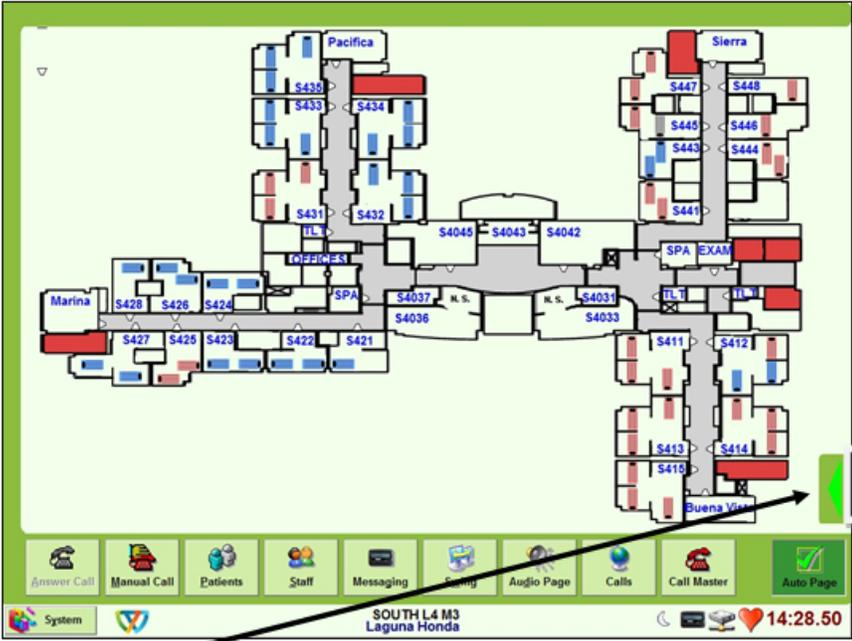 Pacifica
Sierra
S435
S433 S434
S431 S432
TLT
OFFICES
SPA
S447 S448
S445 S446
S443 S444
S441
S4045 S4043 S4042
SPA EXAM
TLT TLT
Marina
S428 S426 S424
S427 S425 S423 S422 S421
S4037 N.S. N.S. S4031
S4036 S4033
S411 S412
S413 S414
S415
Buena Vista
Answer Call Manual Call Patients Staff Messaging Swing Audio Page Calls Call Master Auto Page
System
SOUTH L4 M3
Laguna Honda
14:28.50